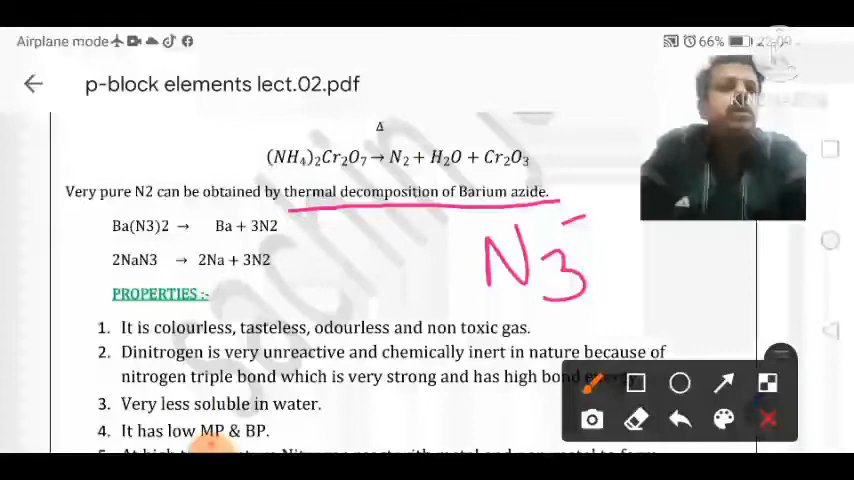 Airplane mode 66% 22:09
p-block elements lect.02.pdf
Δ
(NH₄)₂Cr₂O₇ → N₂ + H₂O + Cr₂O₃
Very pure N2 can be obtained by thermal decomposition of Barium azide.
Ba(N3)2 → Ba + 3N2
2NaN3 → 2Na + 3N2
N₃⁻
PROPERTIES :-
1. It is colourless, tasteless, odourless and non toxic gas.
2. Dinitrogen is very unreactive and chemically inert in nature because of
nitrogen triple bond which is very strong and has high bond energy
3. Very less soluble in water.
4. It has low MP & BP.